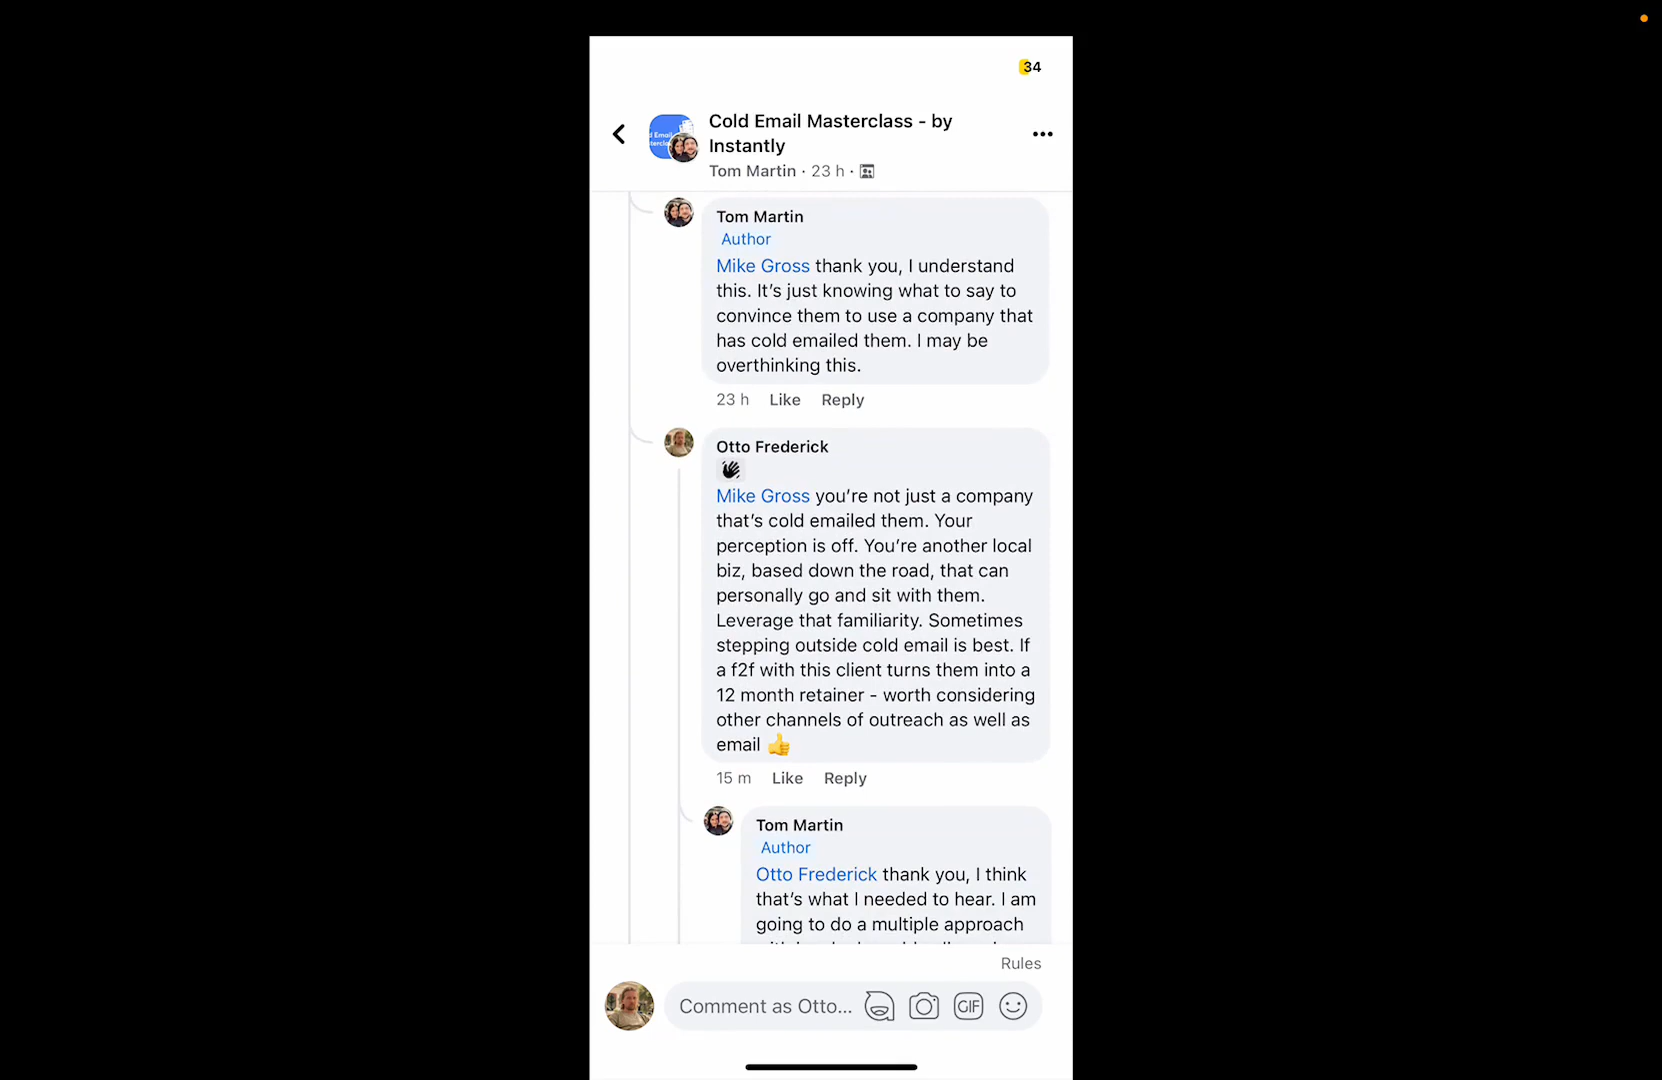 34
Cold Email Masterclass - by
Instantly
Tom Martin · 23 h ·
Tom Martin
Author
Mike Gross thank you, I understand
this. It’s just knowing what to say to
convince them to use a company that
has cold emailed them. I may be
overthinking this.
23 h Like Reply
Otto Frederick
Mike Gross you’re not just a company
that’s cold emailed them. Your
perception is off. You’re another local
biz, based down the road, that can
personally go and sit with them.
Leverage that familiarity. Sometimes
stepping outside cold email is best. If
a f2f with this client turns them into a
12 month retainer - worth considering
other channels of outreach as well as
email 👍
15 m Like Reply
Tom Martin
Author
Otto Frederick thank you, I think
that’s what I needed to hear. I am
going to do a multiple approach
Rules
Comment as Otto...
GIF